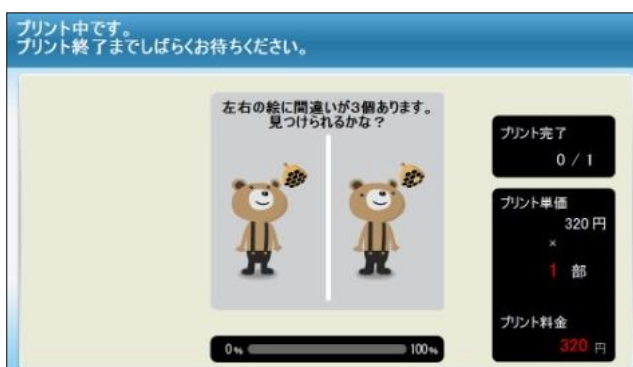 プリント中です。
プリント終了までしばらくお待ちください。
左右の絵に間違いが3個あります。
見つけられるかな？
プリント完了
0 / 1
プリント単価
320 円
×
1 部
プリント料金
320 円
0% 100%